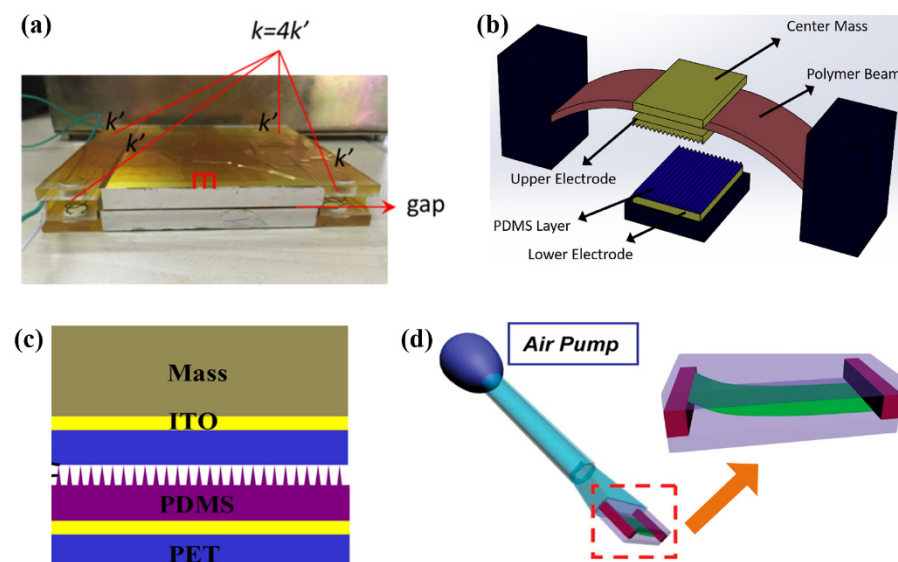 (a)
k=4k'
k'
k'
k'
k'
m
gap
(b)
Center Mass
Polymer Beam
Upper Electrode
PDMS Layer
Lower Electrode
(c)
Mass
ITO
PDMS
PET
(d)
Air Pump